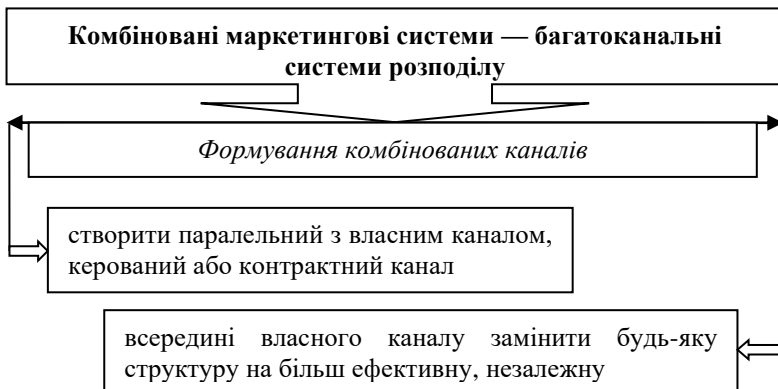 Комбіновані маркетингові системи — багатоканальні
системи розподілу
Формування комбінованих каналів
створити паралельний з власним каналом,
керований або контрактний канал
всередині власного каналу замінити будь-яку
структуру на більш ефективну, незалежну